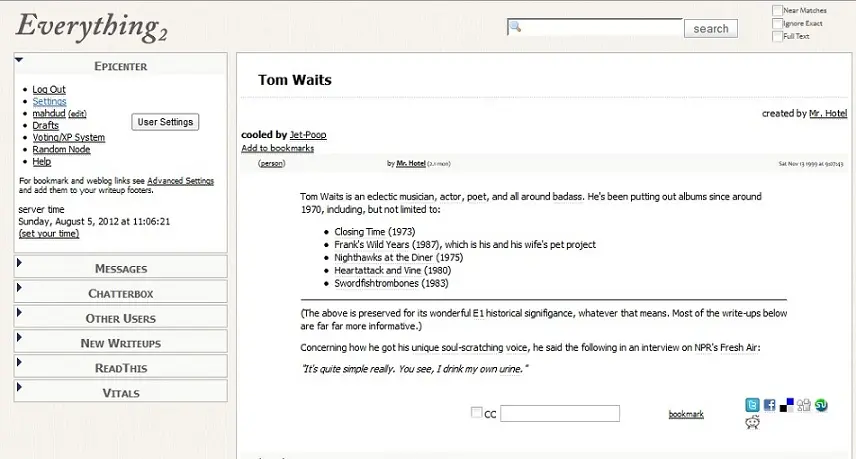 Everything2
search
Near Matches
Ignore Exact
Full Text
Epicenter
Log Out
Settings
mahdud (edit)
Drafts
Voting/XP System
Random Node
Help
User Settings
For bookmark and weblog links see Advanced Settings
and add them to your writeup footers.
server time
Sunday, August 5, 2012 at 11:06:21
(set your time)
Messages
Chatterbox
Other Users
New Writeups
ReadThis
Vitals
Tom Waits
created by Mr. Hotel
cooled by Jet-Poop
Add to bookmarks
(person)
by Mr. Hotel (2.1 mon)
Sat Nov 13 1999 at 9:07:43
Tom Waits is an eclectic musician, actor, poet, and all around badass. He's been putting out albums since around
1970, including, but not limited to:
Closing Time (1973)
Frank's Wild Years (1987), which is his and his wife's pet project
Nighthawks at the Diner (1975)
Heartattack and Vine (1980)
Swordfishtrombones (1983)
(The above is preserved for its wonderful E1 historical signifigance, whatever that means. Most of the write-ups below
are far far more informative.)
Concerning how he got his unique soul-scratching voice, he said the following in an interview on NPR's Fresh Air:
"It's quite simple really. You see, I drink my own urine."
CC
bookmark